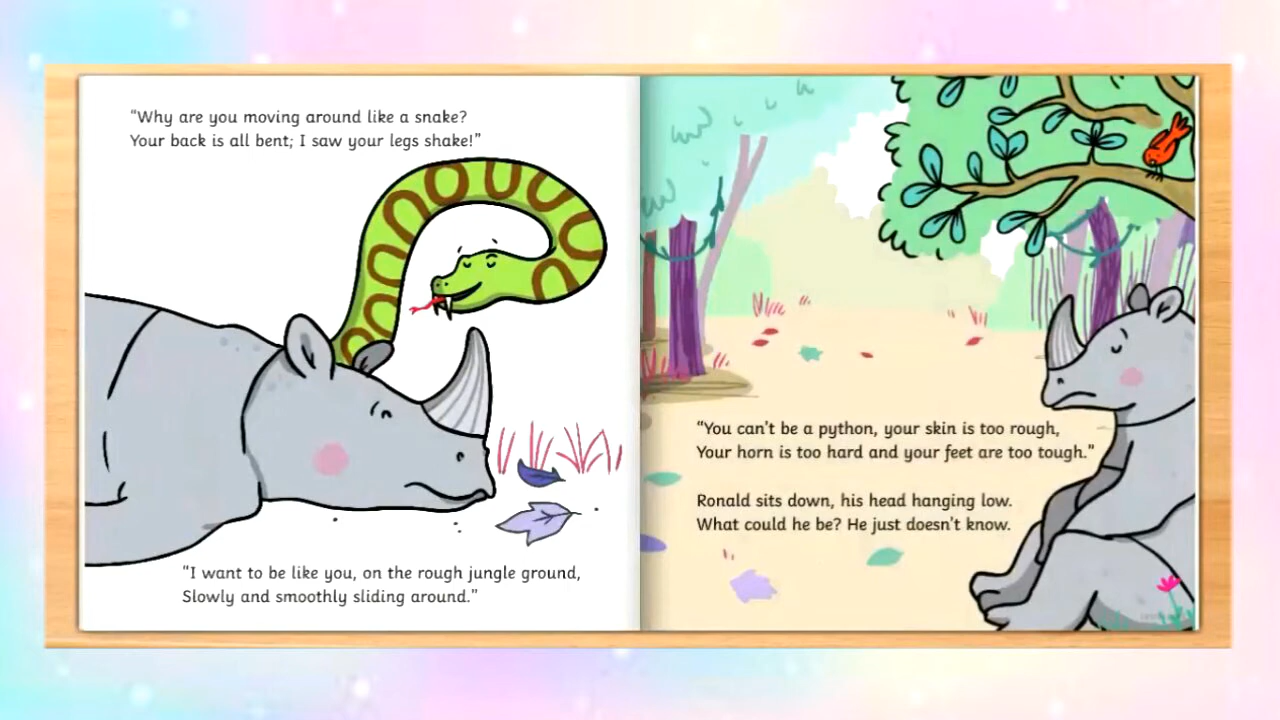 “Why are you moving around like a snake?
Your back is all bent; I saw your legs shake!”
"I want to be like you, on the rough jungle ground,
Slowly and smoothly sliding around.”
“You can’t be a python, your skin is too rough,
Your horn is too hard and your feet are too tough.”
Ronald sits down, his head hanging low.
What could he be? He just doesn’t know.